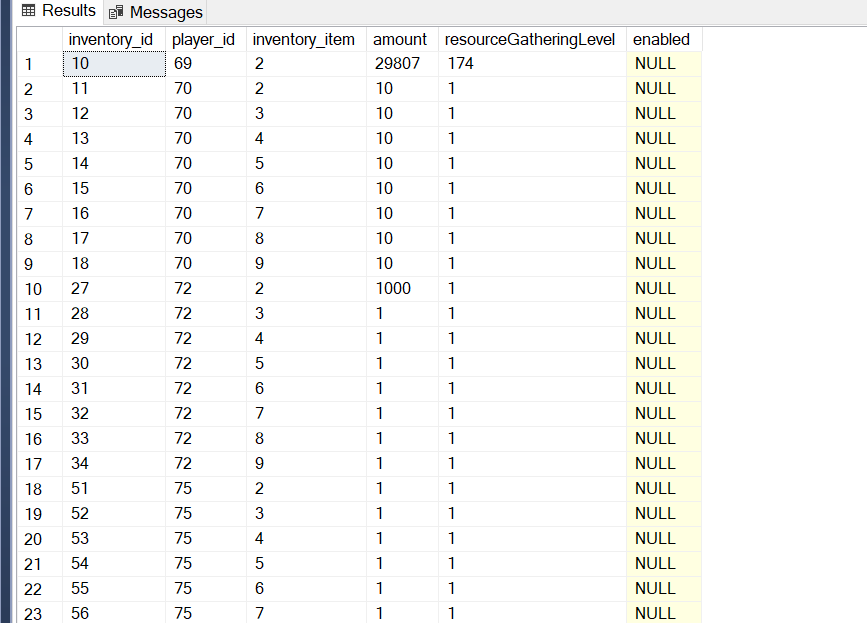 Results Messages
inventory_id player_id inventory_item amount resourceGatheringLevel enabled
1 10 69 2 29807 174 NULL
2 11 70 2 10 1 NULL
3 12 70 3 10 1 NULL
4 13 70 4 10 1 NULL
5 14 70 5 10 1 NULL
6 15 70 6 10 1 NULL
7 16 70 7 10 1 NULL
8 17 70 8 10 1 NULL
9 18 70 9 10 1 NULL
10 27 72 2 1000 1 NULL
11 28 72 3 1 1 NULL
12 29 72 4 1 1 NULL
13 30 72 5 1 1 NULL
14 31 72 6 1 1 NULL
15 32 72 7 1 1 NULL
16 33 72 8 1 1 NULL
17 34 72 9 1 1 NULL
18 51 75 2 1 1 NULL
19 52 75 3 1 1 NULL
20 53 75 4 1 1 NULL
21 54 75 5 1 1 NULL
22 55 75 6 1 1 NULL
23 56 75 7 1 1 NULL